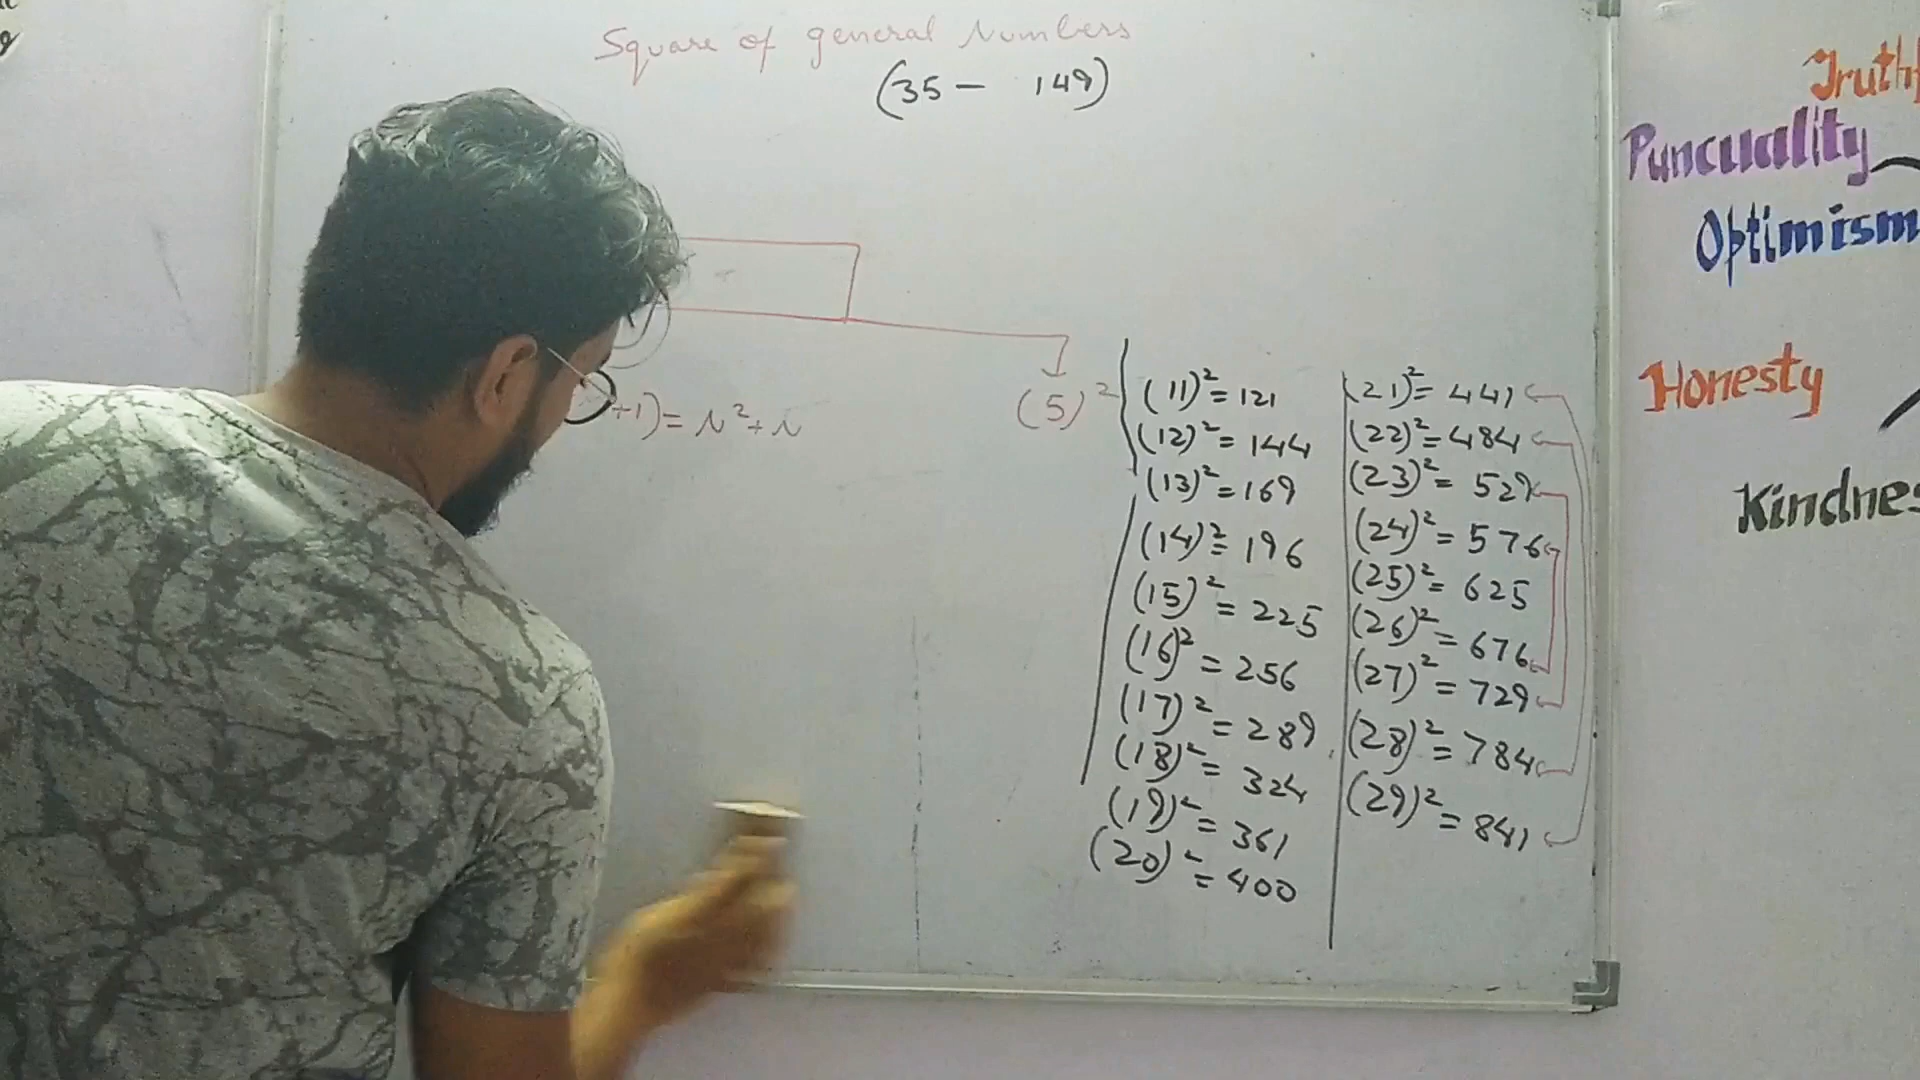 Square of general Numbers
(35 - 149)
+1) = N² + N
(5)²
(11)² = 121
(12)² = 144
(13)² = 169
(14)² = 196
(15)² = 225
(16)² = 256
(17)² = 289
(18)² = 324
(19)² = 361
(20)² = 400
(21)² = 441
(22)² = 484
(23)² = 529
(24)² = 576
(25)² = 625
(26)² = 676
(27)² = 729
(28)² = 784
(29)² = 841
Truthf
Puncuality
Optimism
Honesty
Kindnes